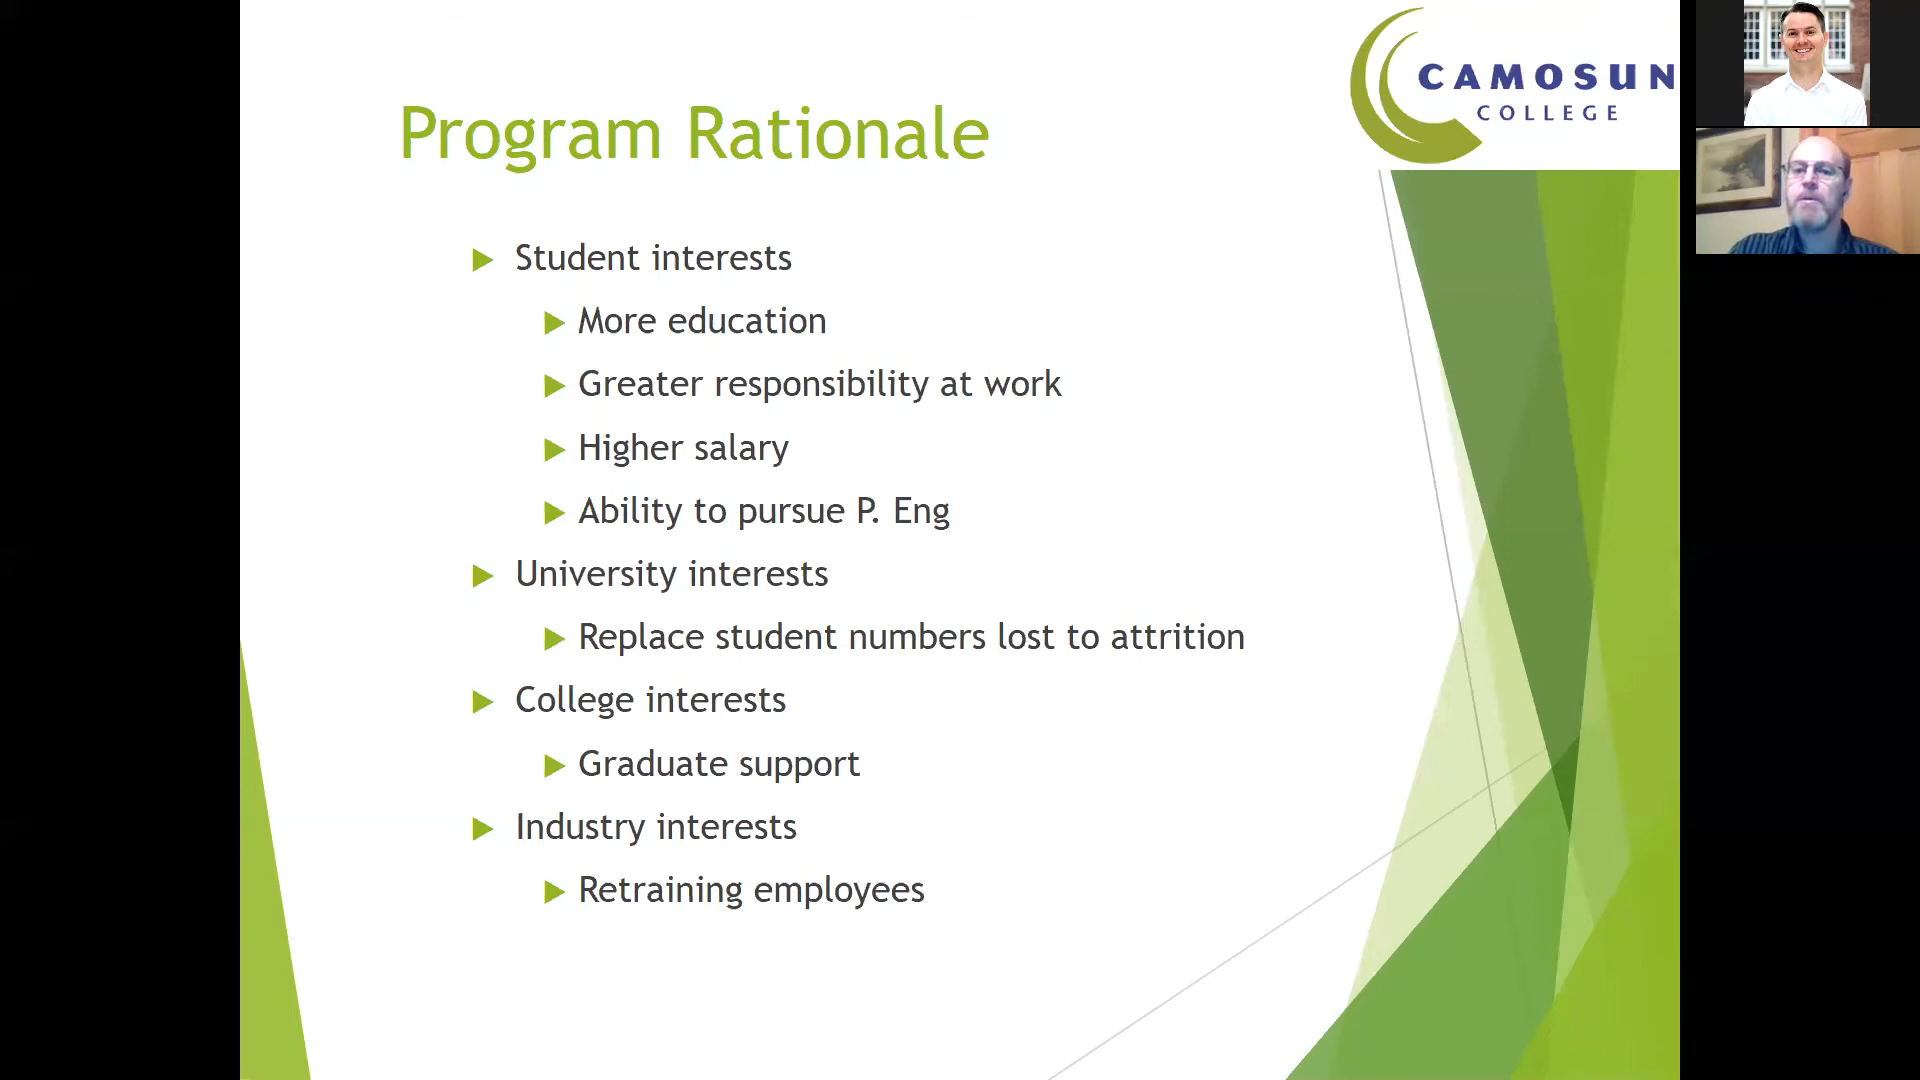 CAMOSUN
COLLEGE
Program Rationale
Student interests
More education
Greater responsibility at work
Higher salary
Ability to pursue P. Eng
University interests
Replace student numbers lost to attrition
College interests
Graduate support
Industry interests
Retraining employees